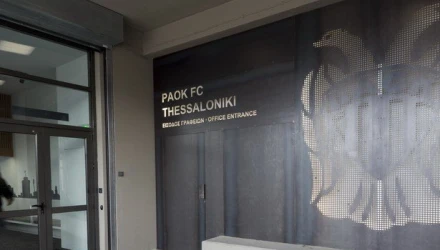 PAOK FC
THESSALONIKI
ΕΙΣΟΔΟΣ ΓΡΑΦΕΙΩΝ - OFFICE ENTRANCE